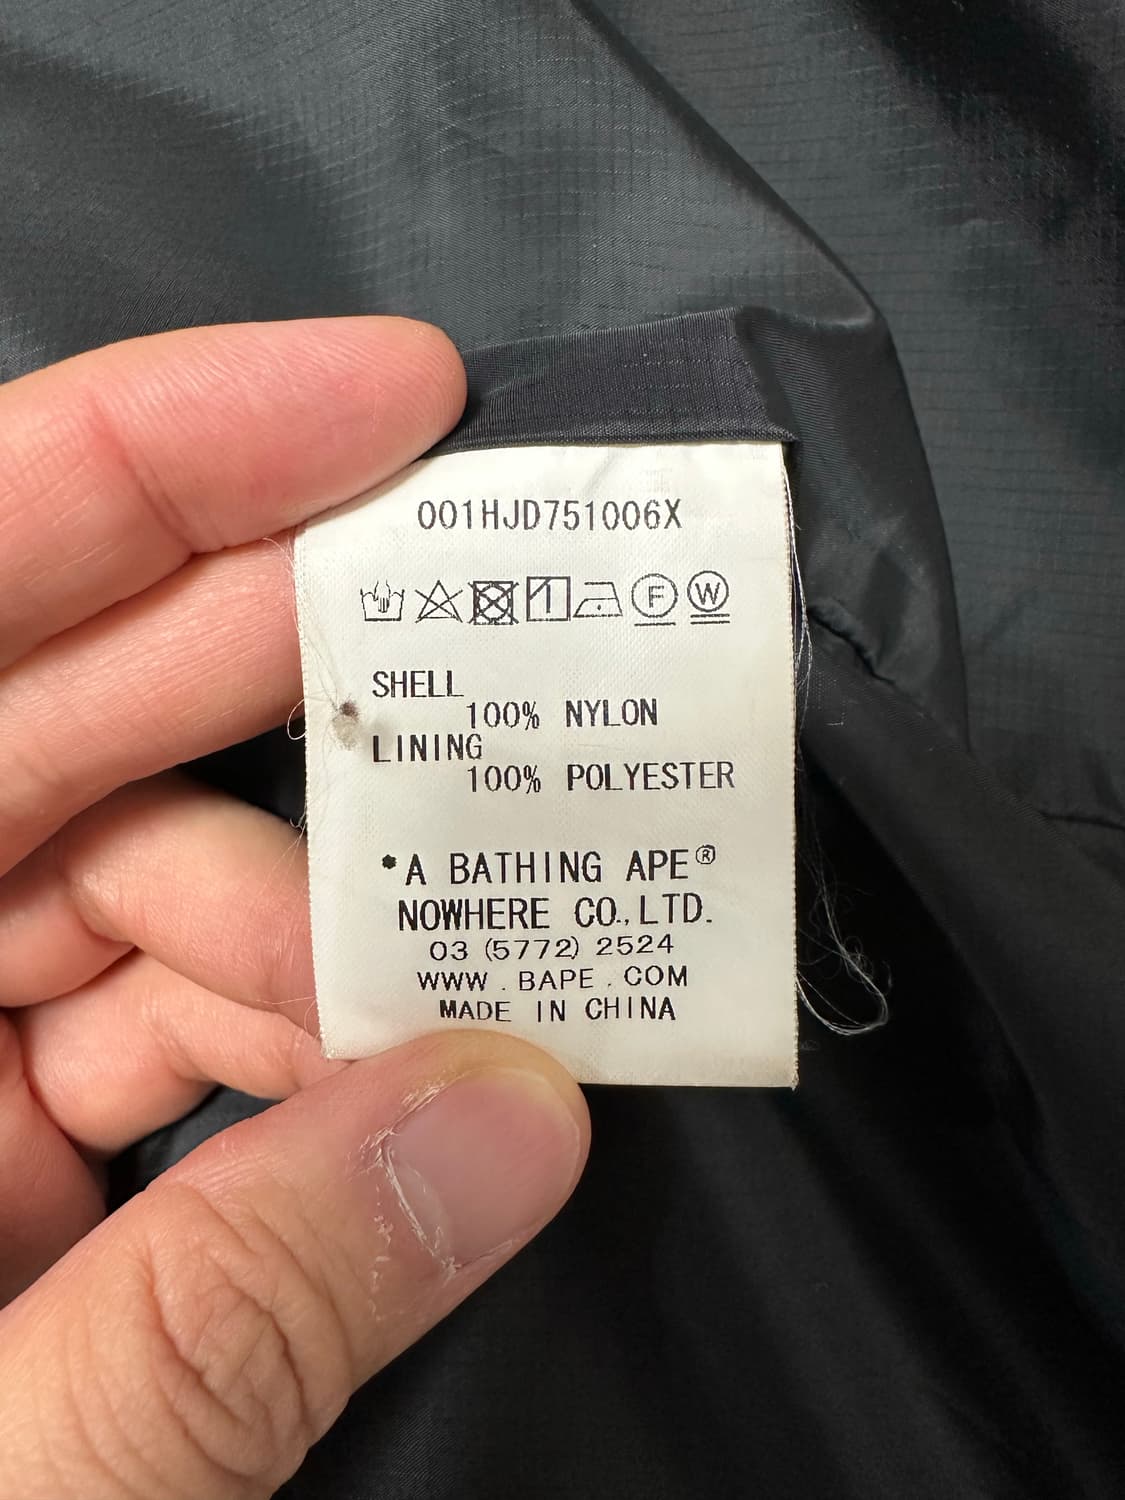 001HJD751006X
F W
SHELL
100% NYLON
LINING
100% POLYESTER
*A BATHING APE®
NOWHERE CO.,LTD.
03 (5772) 2524
WWW.BAPE.COM
MADE IN CHINA